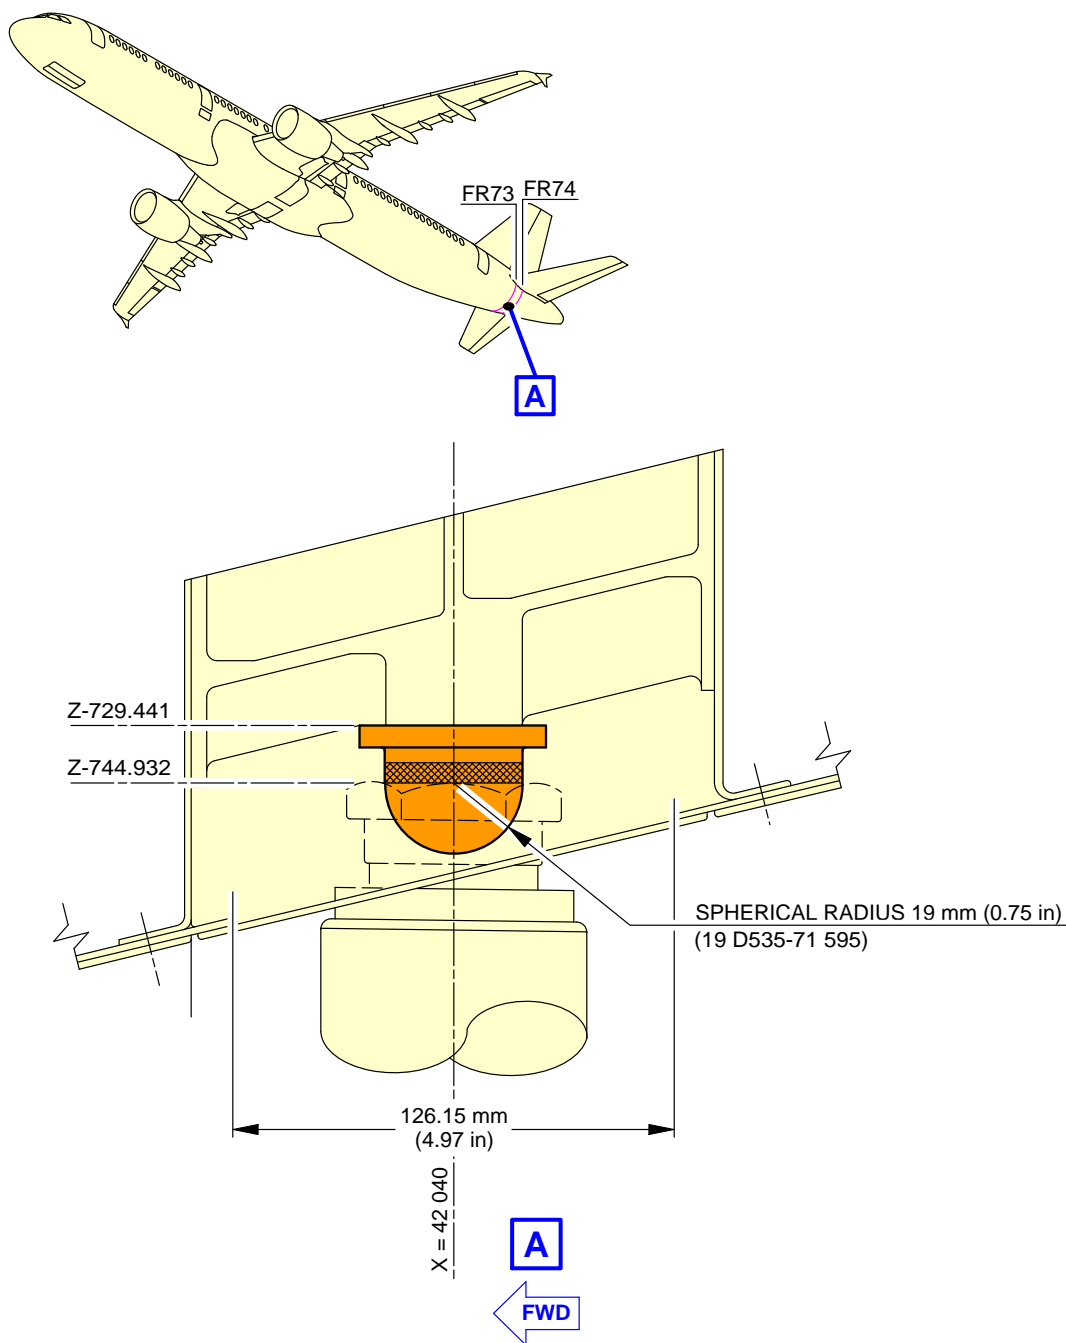 FR73 FR74
A
Z-729.441
Z-744.932
SPHERICAL RADIUS 19 mm (0.75 in)
(19 D535-71 595)
126.15 mm
(4.97 in)
X = 42 040
A
FWD